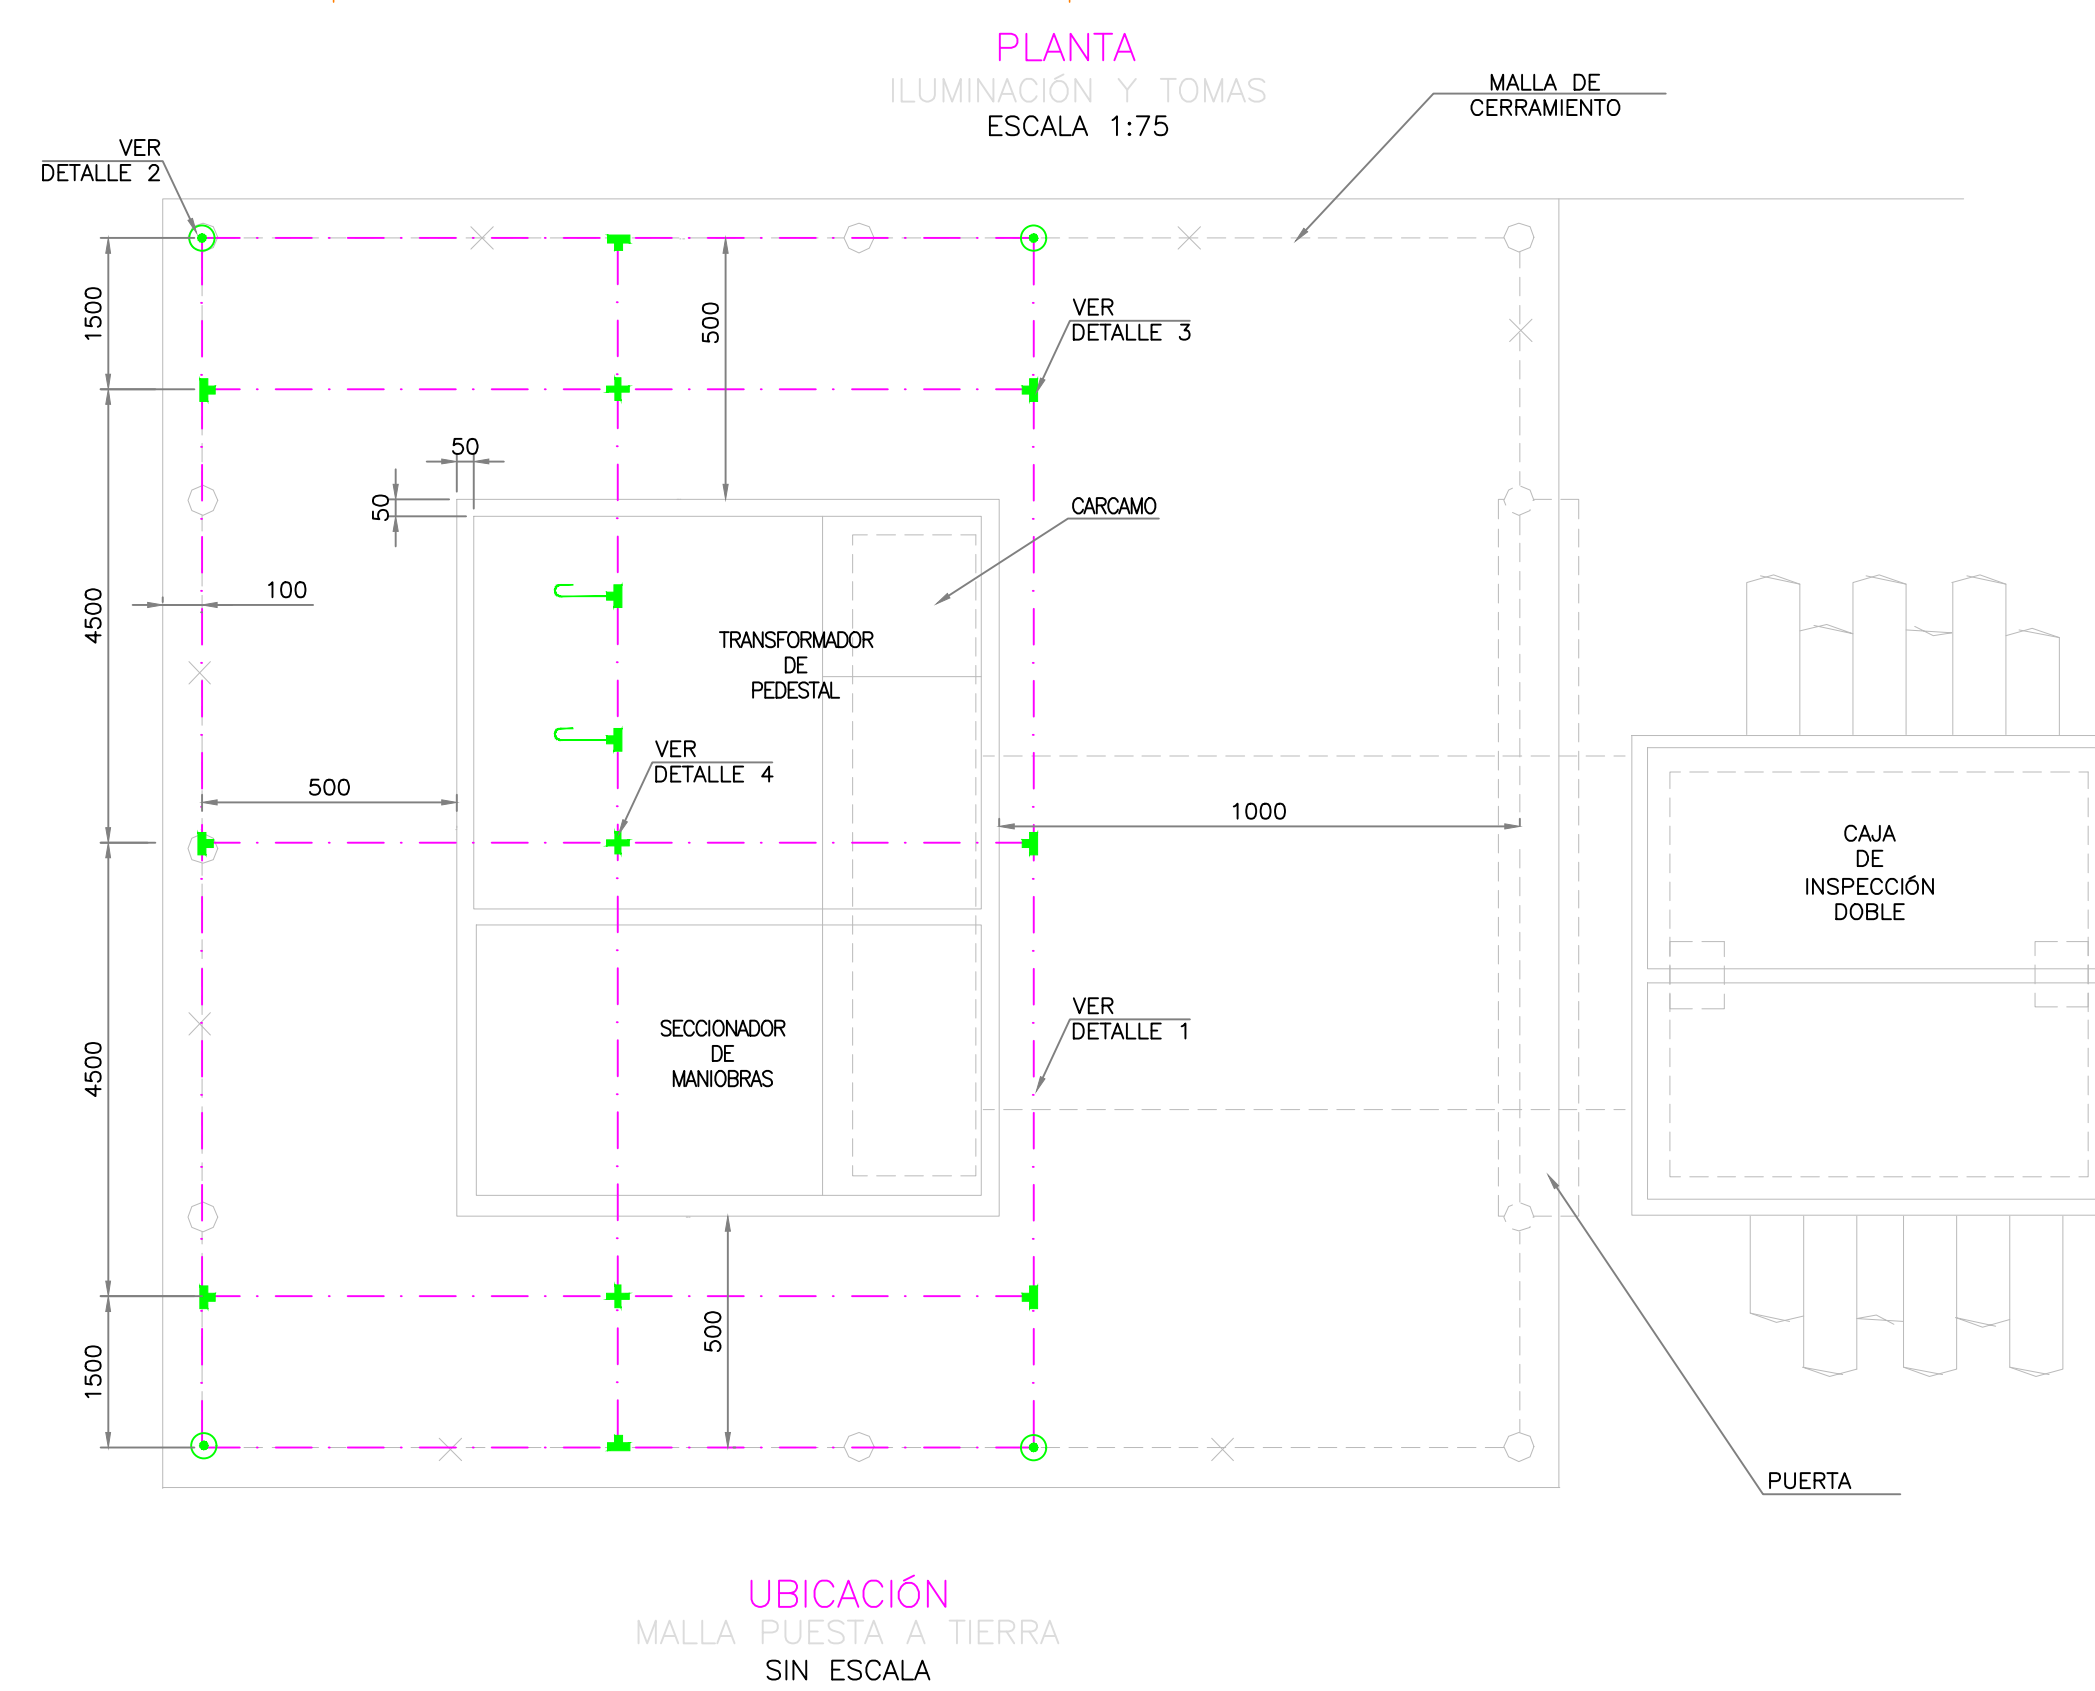 PLANTA
ILUMINACIÓN Y TOMAS
ESCALA 1:75
MALLA DE
CERRAMIENTO
VER
DETALLE 2
1500
500
VER
DETALLE 3
50
50
CARCAMO
100
4500
TRANSFORMADOR
DE
PEDESTAL
VER
DETALLE 4
500
1000
CAJA
DE
INSPECCIÓN
DOBLE
VER
DETALLE 1
SECCIONADOR
DE
MANIOBRAS
4500
500
1500
PUERTA
UBICACIÓN
MALLA PUESTA A TIERRA
SIN ESCALA